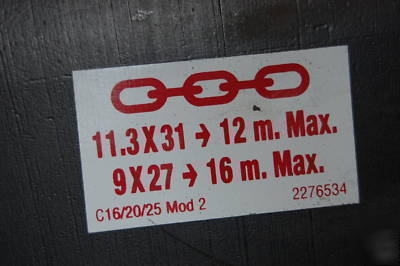 11.3X31 → 12 m. Max.
9X27 → 16 m. Max.
C16/20/25 Mod 2
2276534